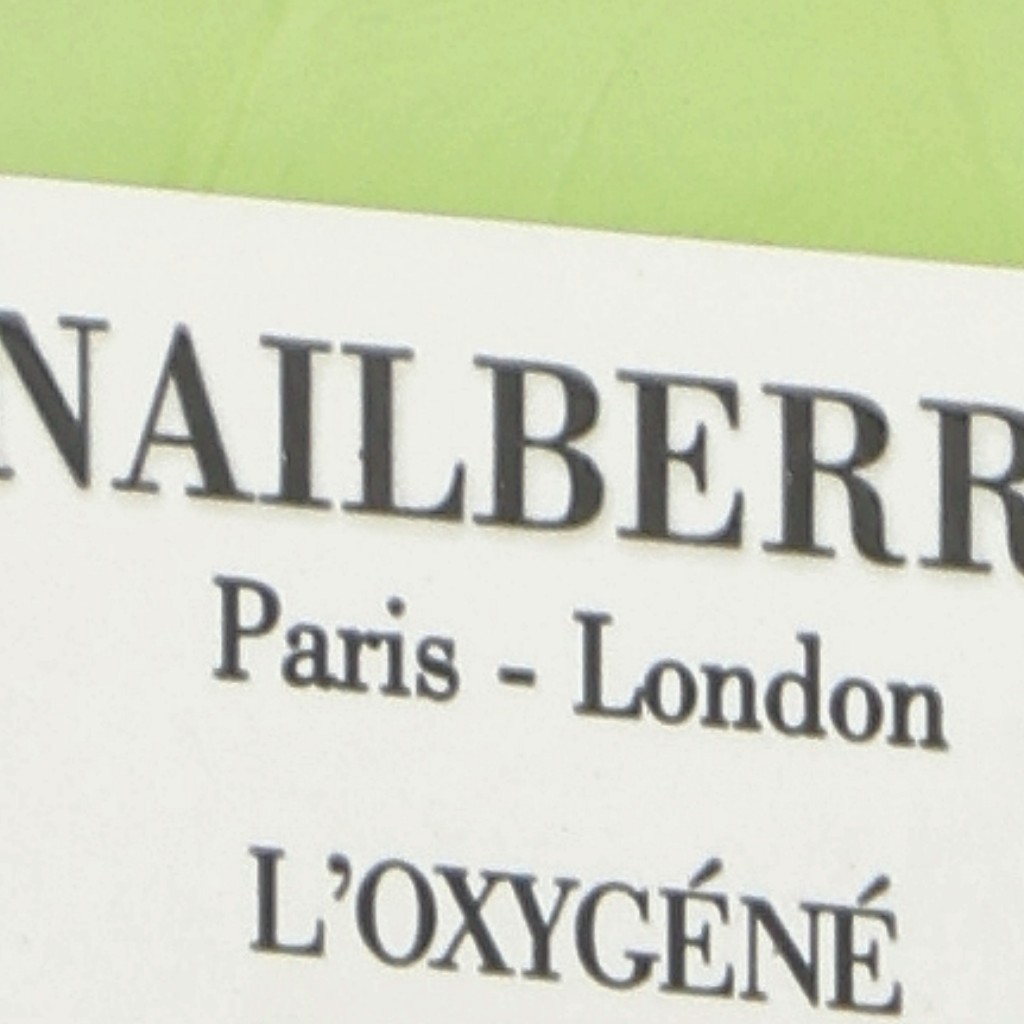 NAILBERR
Paris - London
L’OXYGÉNÉ